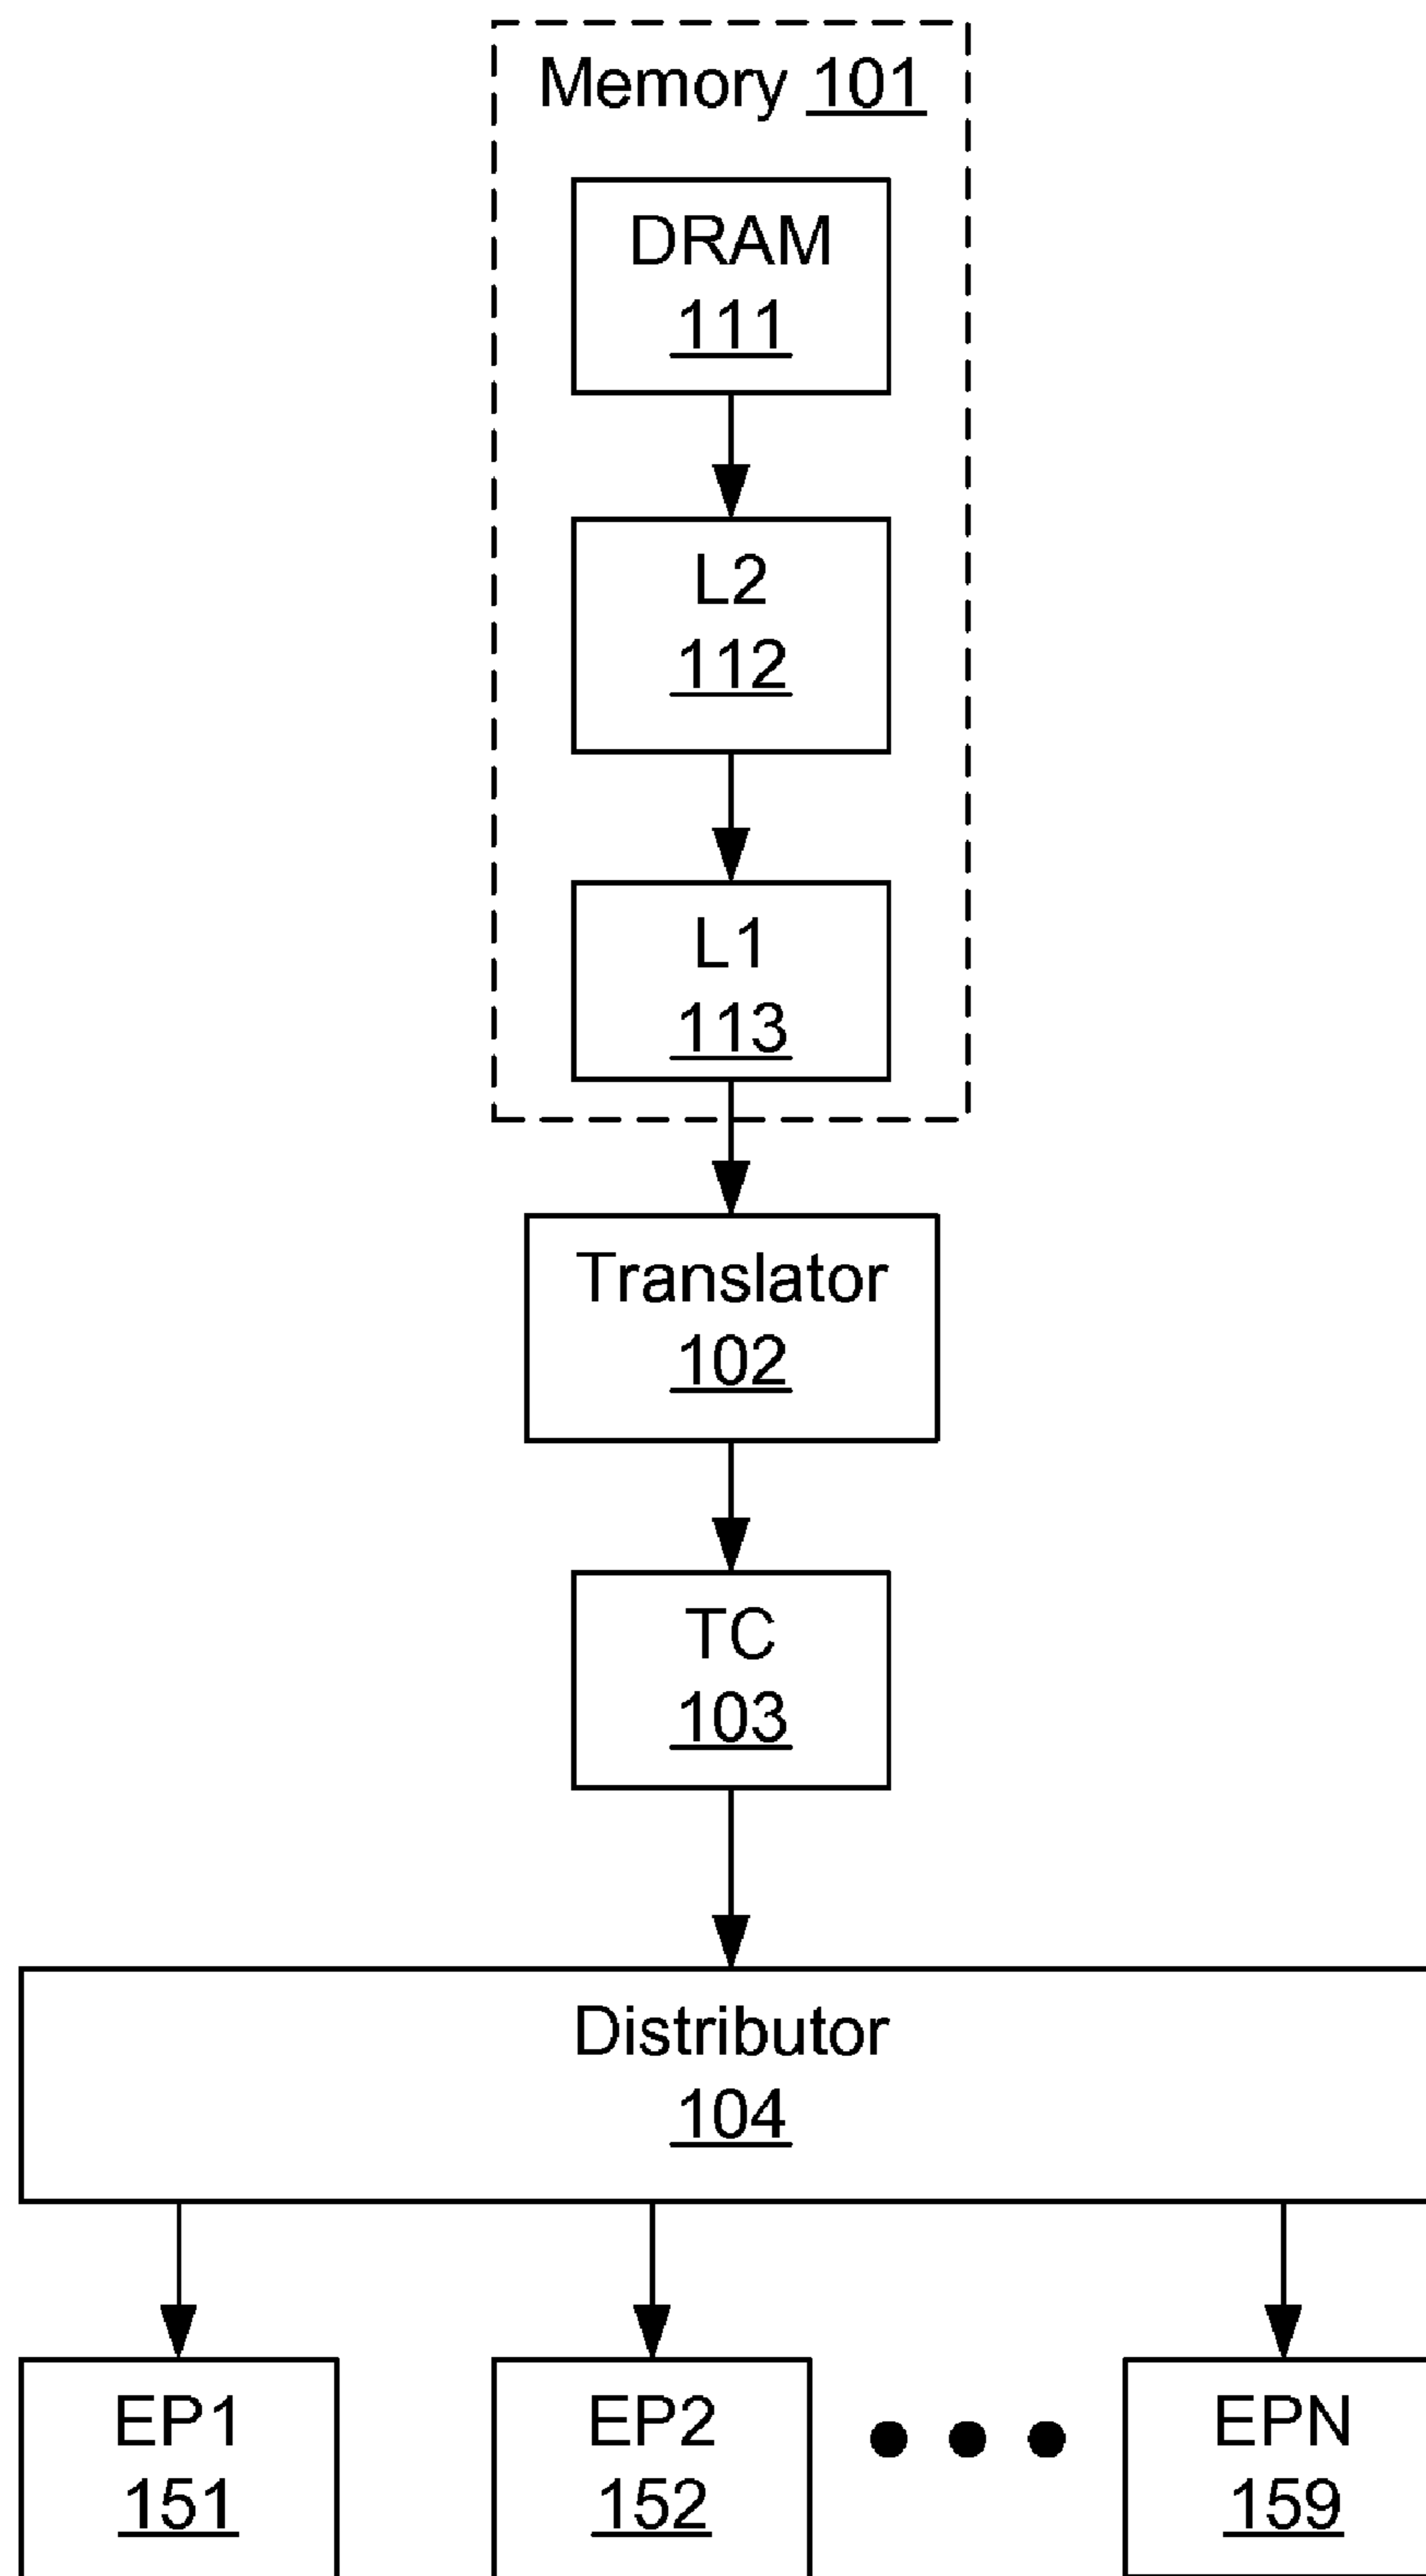 Memory 101
DRAM
111
L2
112
L1
113
Translator
102
TC
103
Distributor
104
EP1
151
EP2
152
EPN
159